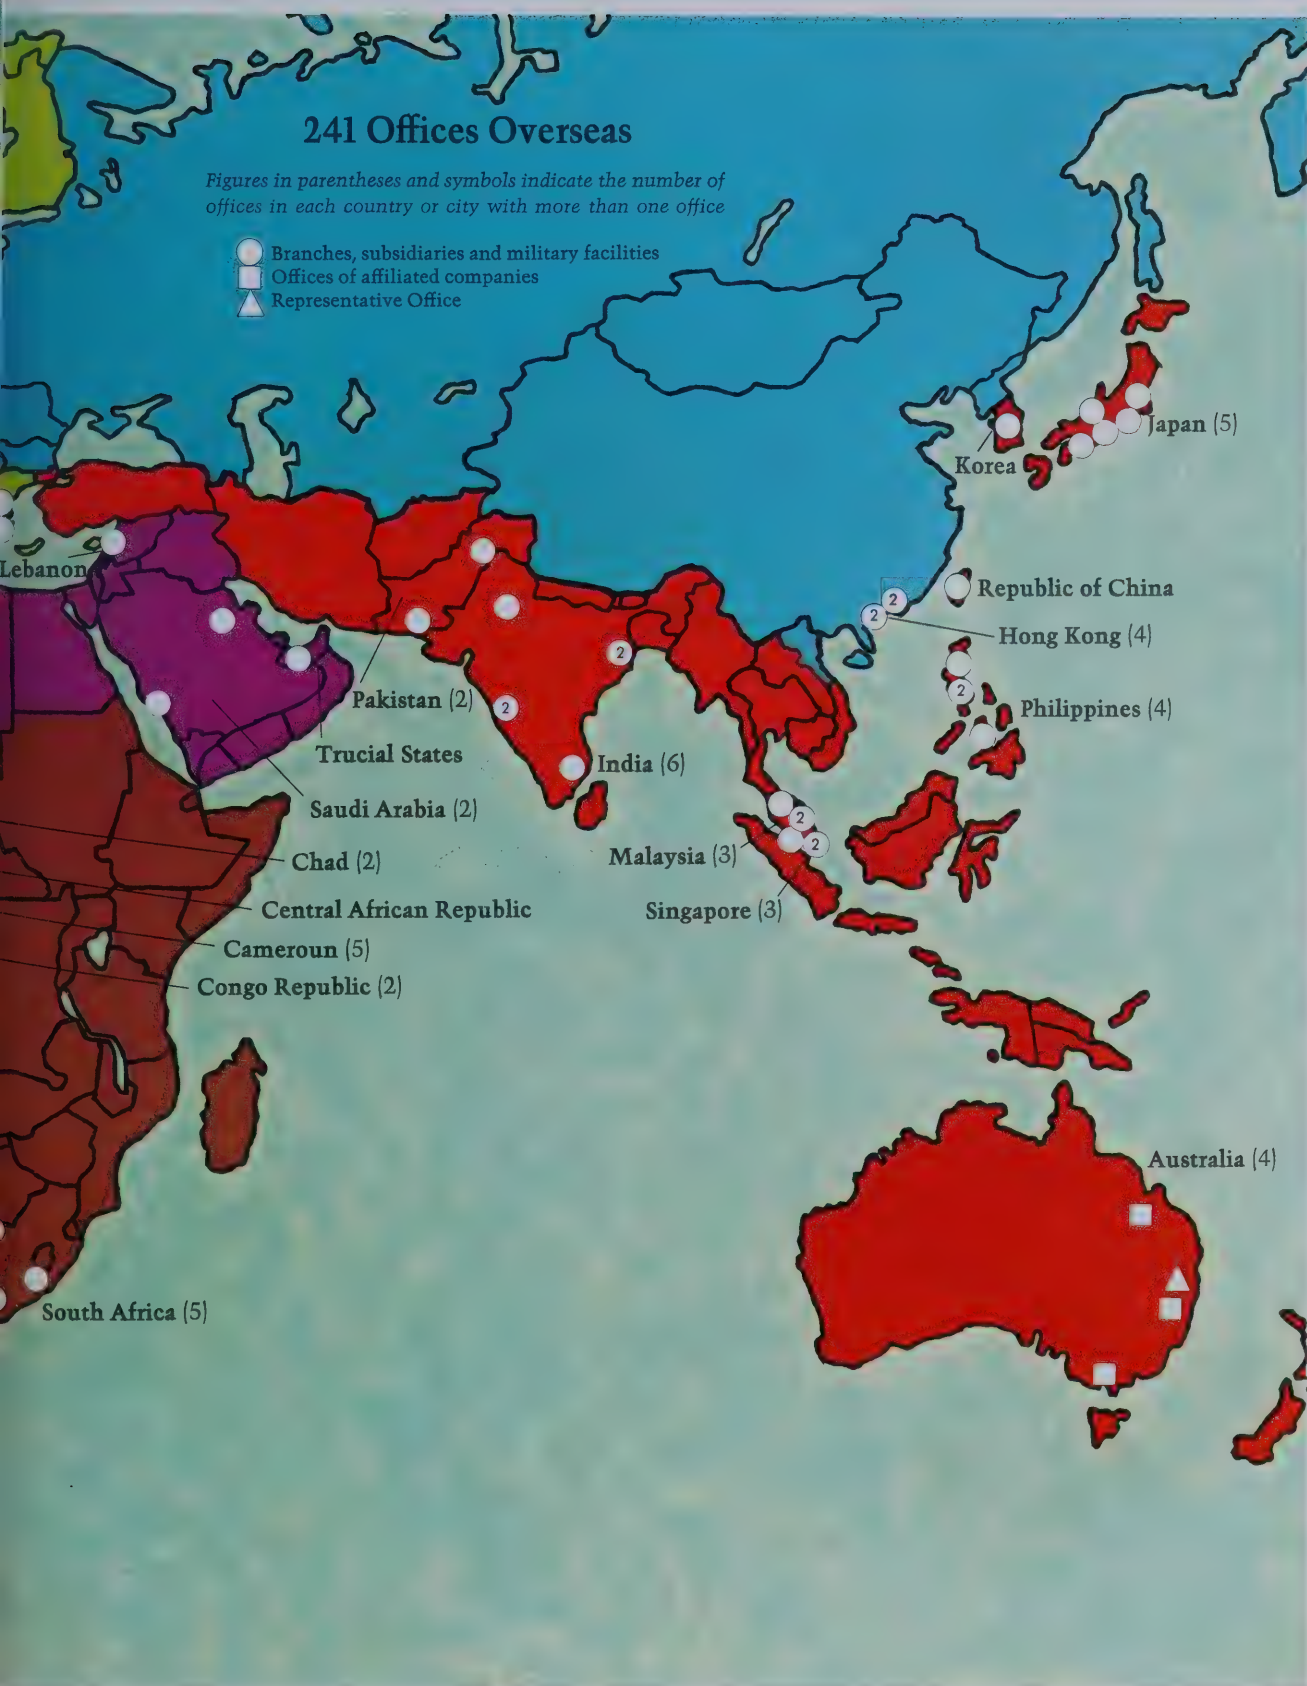 241 Offices Overseas
Figures in parentheses and symbols indicate the number of
offices in each country or city with more than one office
Branches, subsidiaries and military facilities
Offices of affiliated companies
Representative Office
Japan (5)
Korea
Lebanon
Republic of China
2
2
Hong Kong (4)
2
Pakistan (2)
2
2
Philippines (4)
Trucial States
India (6)
Saudi Arabia (2)
2
Chad (2)
Malaysia (3)
2
Central African Republic
Singapore (3)
Cameroun (5)
Congo Republic (2)
Australia (4)
South Africa (5)